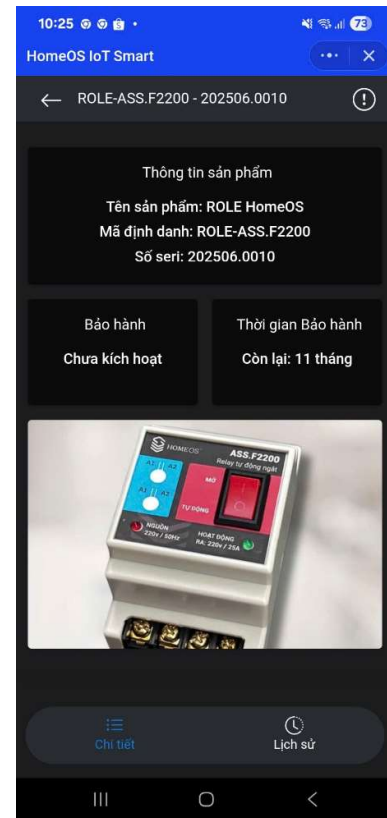 10:25
73
HomeOS IoT Smart
ROLE-ASS.F2200 - 202506.0010
Thông tin sản phẩm
Tên sản phẩm: ROLE HomeOS
Mã định danh: ROLE-ASS.F2200
Số seri: 202506.0010
Bảo hành
Chưa kích hoạt
Thời gian Bảo hành
Còn lại: 11 tháng
HOMEOS
ASS.F2200
Relay tự động ngắt
A1 A2
A1 A2
MỞ
TỰ ĐỘNG
NGUỒN
220v / 50Hz
HOẠT ĐỘNG
RA: 220v / 25A
Chi tiết
Lịch sử